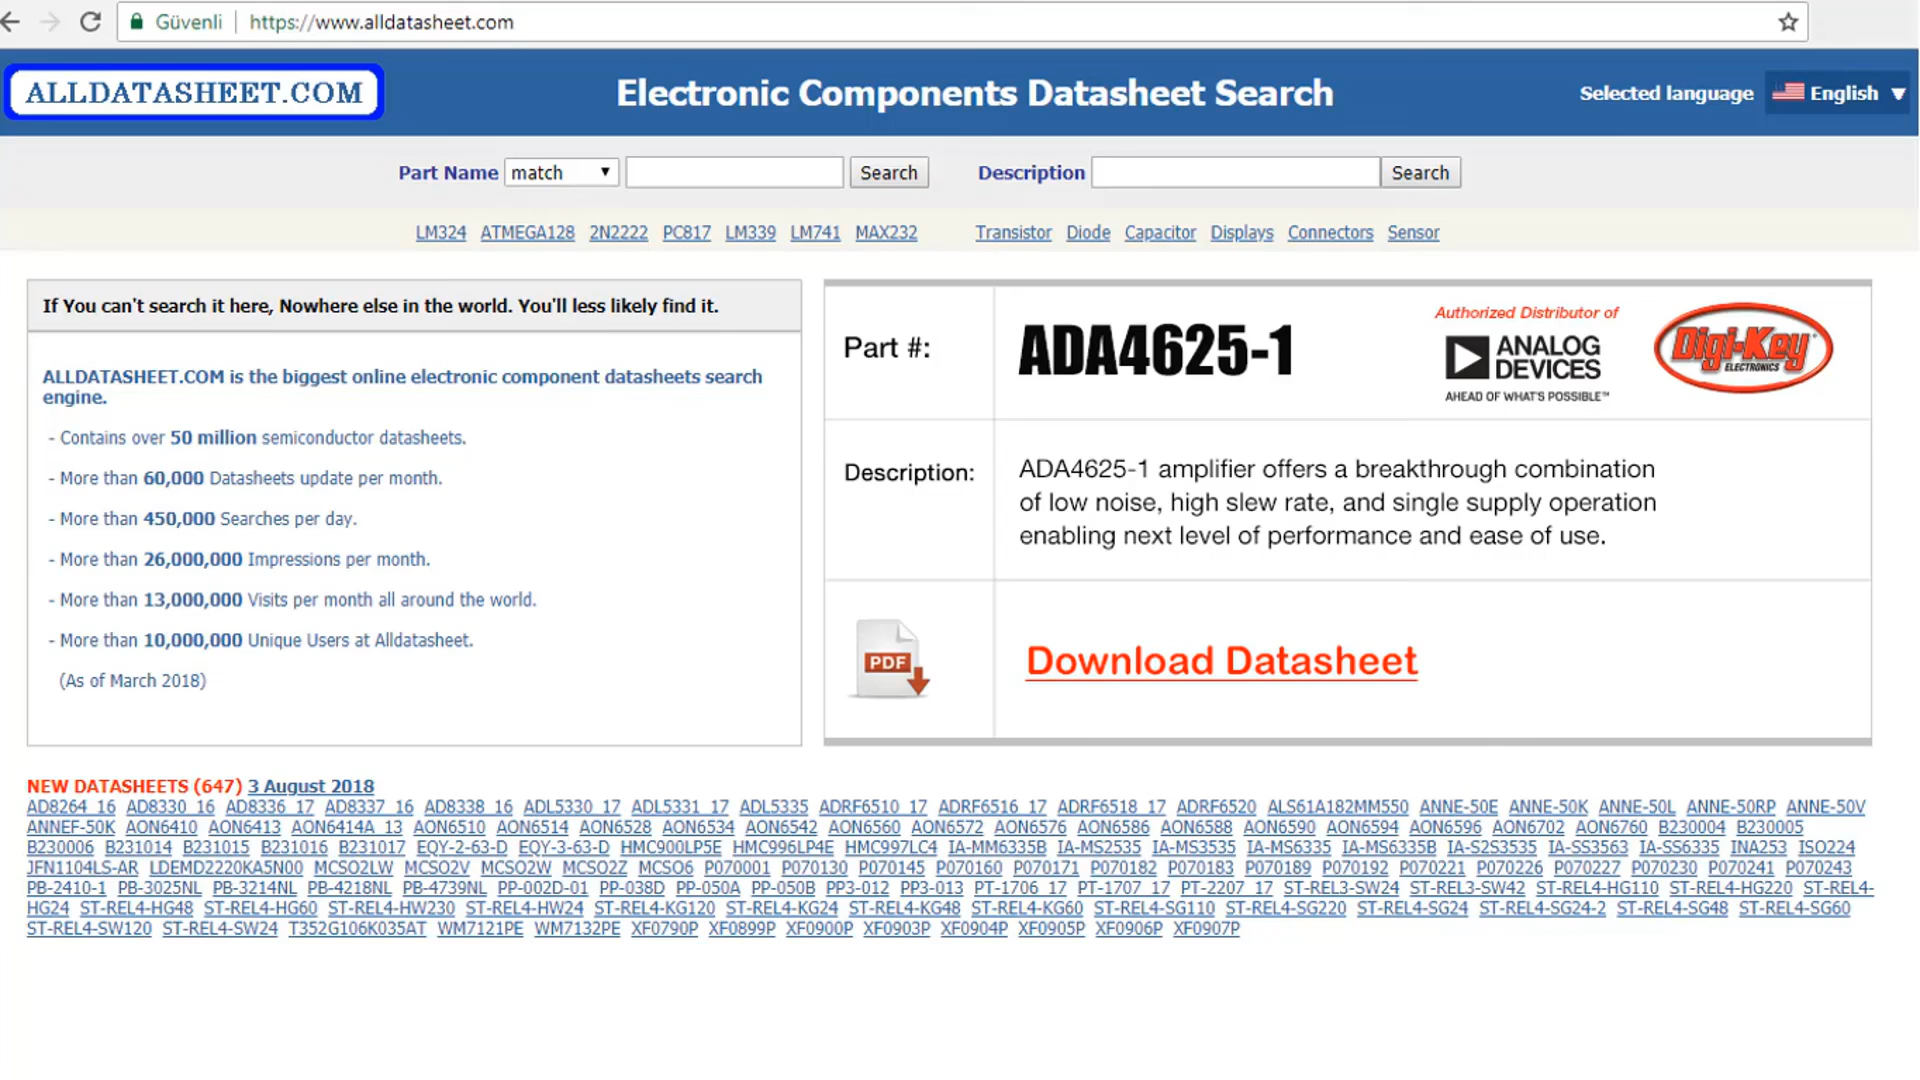 Güvenli https://www.alldatasheet.com
ALLDATASHEET.COM Electronic Components Datasheet Search Selected language English
Part Name match Search Description Search
LM324 ATMEGA128 2N2222 PC817 LM339 LM741 MAX232 Transistor Diode Capacitor Displays Connectors Sensor
If You can't search it here, Nowhere else in the world. You'll less likely find it.
ALLDATASHEET.COM is the biggest online electronic component datasheets search
engine.
- Contains over 50 million semiconductor datasheets.
- More than 60,000 Datasheets update per month.
- More than 450,000 Searches per day.
- More than 26,000,000 Impressions per month.
- More than 13,000,000 Visits per month all around the world.
- More than 10,000,000 Unique Users at Alldatasheet.
(As of March 2018)
Part #: ADA4625-1
Authorized Distributor of
ANALOG
DEVICES
AHEAD OF WHAT'S POSSIBLE™
Digi-Key
ELECTRONICS
Description: ADA4625-1 amplifier offers a breakthrough combination
of low noise, high slew rate, and single supply operation
enabling next level of performance and ease of use.
PDF Download Datasheet
NEW DATASHEETS (647) 3 August 2018
AD8264_16 AD8330_16 AD8336_17 AD8337_16 AD8338_16 ADL5330_17 ADL5331_17 ADL5335 ADRF6510_17 ADRF6516_17 ADRF6518_17 ADRF6520 ALS61A182MM550 ANNE-50E ANNE-50K ANNE-50L ANNE-50RP ANNE-50V
ANNEF-50K AON6410 AON6413 AON6414A_13 AON6510 AON6514 AON6528 AON6534 AON6542 AON6560 AON6572 AON6576 AON6586 AON6588 AON6590 AON6594 AON6596 AON6702 AON6760 B230004 B230005
B230006 B231014 B231015 B231016 B231017 EQY-2-63-D EQY-3-63-D HMC900LP5E HMC996LP4E HMC997LC4 IA-MM6335B IA-MS2535 IA-MS3535 IA-MS6335 IA-MS6335B IA-S2S3535 IA-SS3563 IA-SS6335 INA253 ISO224
JFN1104LS-AR LDEMD2220KA5N00 MCSO2LW MCSO2V MCSO2W MCSO2Z MCSO6 P070001 P070130 P070145 P070160 P070171 P070182 P070183 P070189 P070192 P070221 P070226 P070227 P070230 P070241 P070243
PB-2410-1 PB-3025NL PB-3214NL PB-4218NL PB-4739NL PP-002D-01 PP-038D PP-050A PP-050B PP3-012 PP3-013 PT-1706_17 PT-1707_17 PT-2207_17 ST-REL3-SW24 ST-REL3-SW42 ST-REL4-HG110 ST-REL4-HG220 ST-REL4-
HG24 ST-REL4-HG48 ST-REL4-HG60 ST-REL4-HW230 ST-REL4-HW24 ST-REL4-KG120 ST-REL4-KG24 ST-REL4-KG48 ST-REL4-KG60 ST-REL4-SG110 ST-REL4-SG220 ST-REL4-SG24 ST-REL4-SG24-2 ST-REL4-SG48 ST-REL4-SG60
ST-REL4-SW120 ST-REL4-SW24 T352G106K035AT WM7121PE WM7132PE XF0790P XF0899P XF0900P XF0903P XF0904P XF0905P XF0906P XF0907P